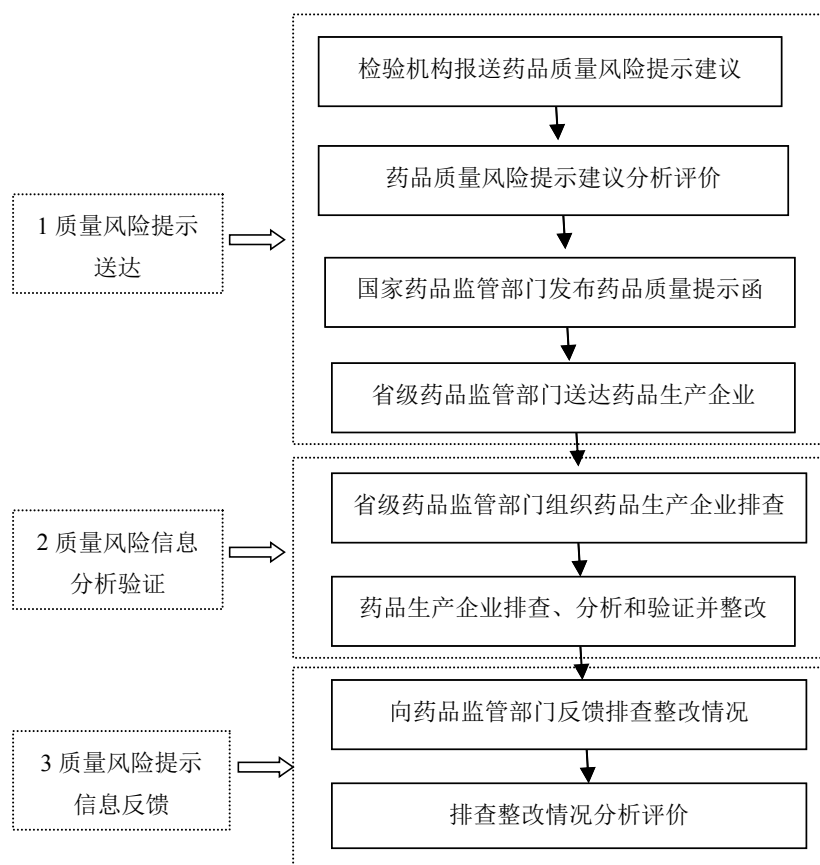 检验机构报送药品质量风险提示建议
药品质量风险提示建议分析评价
1 质量风险提示
送达
国家药品监管部门发布药品质量提示函
省级药品监管部门送达药品生产企业
省级药品监管部门组织药品生产企业排查
2 质量风险信息
分析验证
药品生产企业排查、分析和验证并整改
向药品监管部门反馈排查整改情况
3 质量风险提示
信息反馈
排查整改情况分析评价